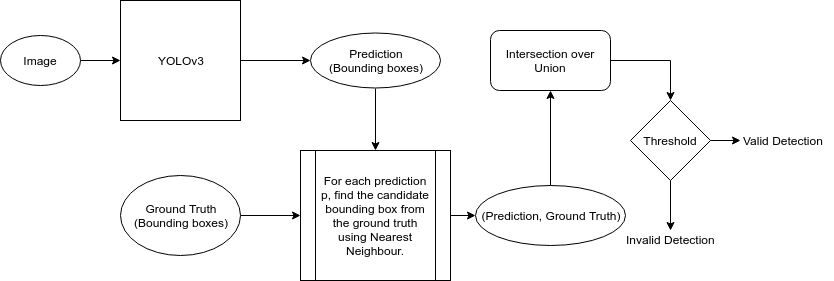 Image
YOLOv3
Prediction
(Bounding boxes)
Intersection over
Union
Threshold
Valid Detection
Invalid Detection
Ground Truth
(Bounding boxes)
For each prediction
p, find the candidate
bounding box from
the ground truth
using Nearest
Neighbour.
(Prediction, Ground Truth)